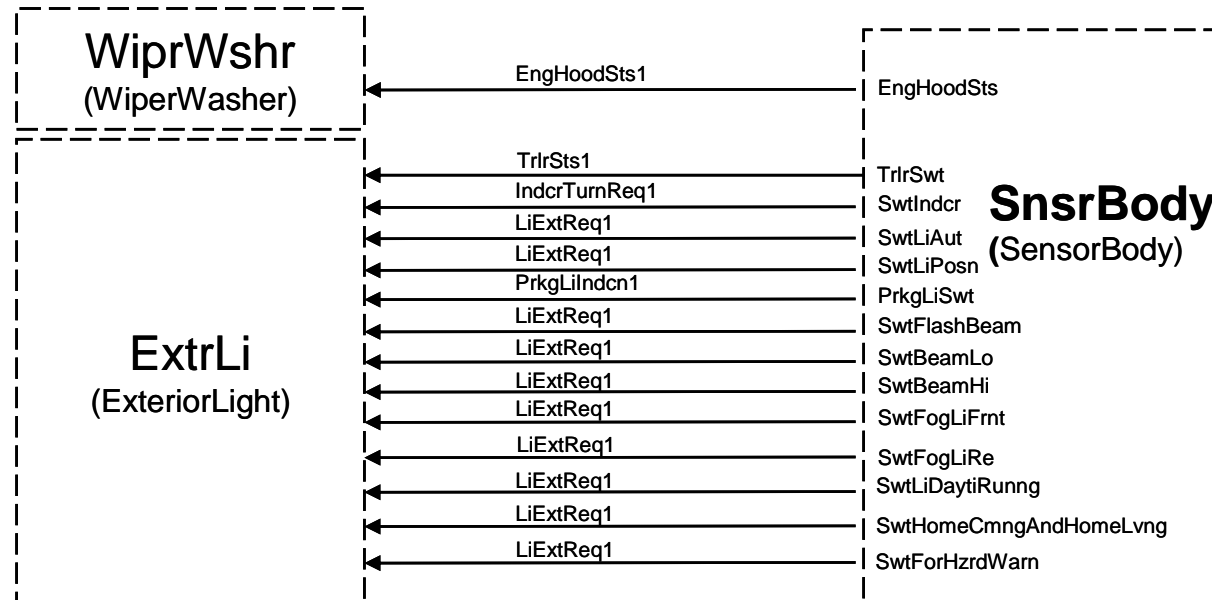 WiprWshr
(WiperWasher)
EngHoodSts1
EngHoodSts
ExtrLi
(ExteriorLight)
TrlrSts1
TrlrSwt
IndcrTurnReq1
SwtIndcr
LiExtReq1
SwtLiAut
LiExtReq1
SwtLiPosn
PrkgLiIndcn1
PrkgLiSwt
LiExtReq1
SwtFlashBeam
LiExtReq1
SwtBeamLo
LiExtReq1
SwtBeamHi
LiExtReq1
SwtFogLiFrnt
LiExtReq1
SwtFogLiRe
LiExtReq1
SwtLiDaytiRunng
LiExtReq1
SwtHomeCmngAndHomeLvng
LiExtReq1
SwtForHzrdWarn
SnsrBody
(SensorBody)